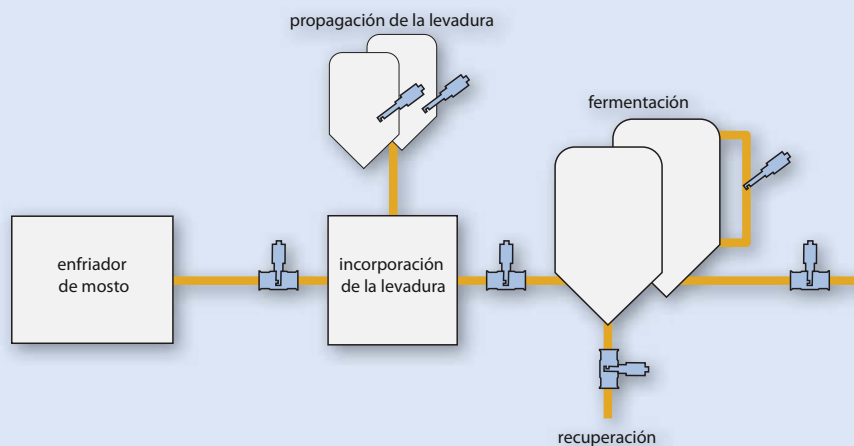 propagación de la levadura
fermentación
enfriador
de mosto
incorporación
de la levadura
recuperación